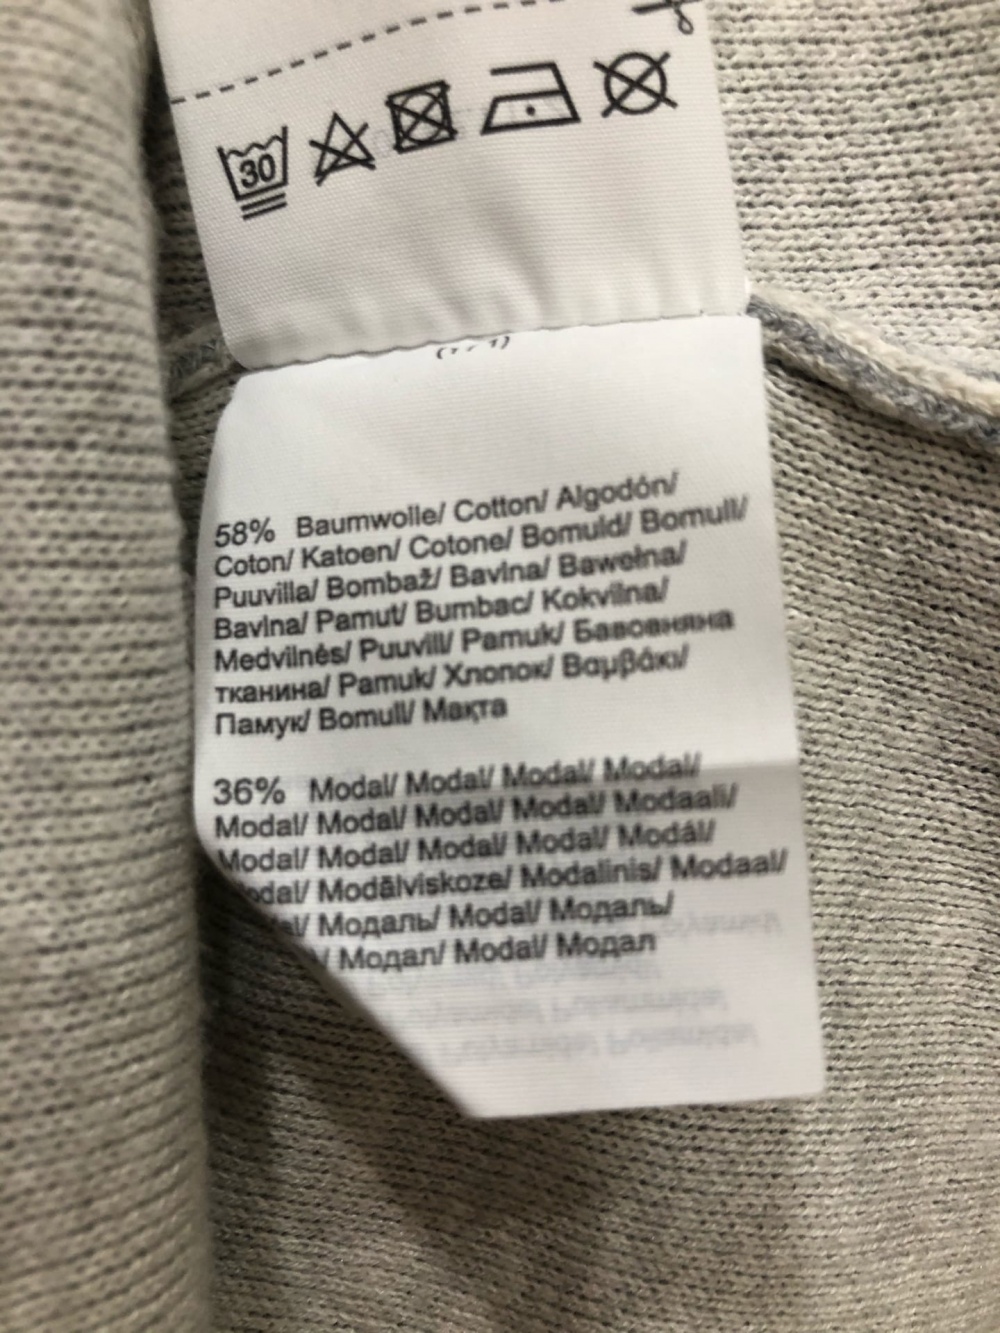 30
58% Baumwolle/ Cotton/ Algodón/
Coton/ Katoen/ Cotone/ Bomuld/ Bomull/
Puuvilla/ Bombaž/ Bavlna/ Bawełna/
Bavlna/ Pamut/ Bumbac/ Kokvilna/
Medvilnės/ Puuvill/ Pamuk/ Бавовняна
тканина/ Pamuk/ Хлопок/ Βαμβάκι/
Памук/ Bomull/ Мақта
36% Modal/ Modal/ Modal/ Modal/
Modal/ Modal/ Modal/ Modal/ Modaali/
Modal/ Modal/ Modal/ Modal/ Modál/
Modālviskoze/ Modalinis/ Modaal/
Модаль/ Modal/ Модаль/
Модал/ Modal/ Модал